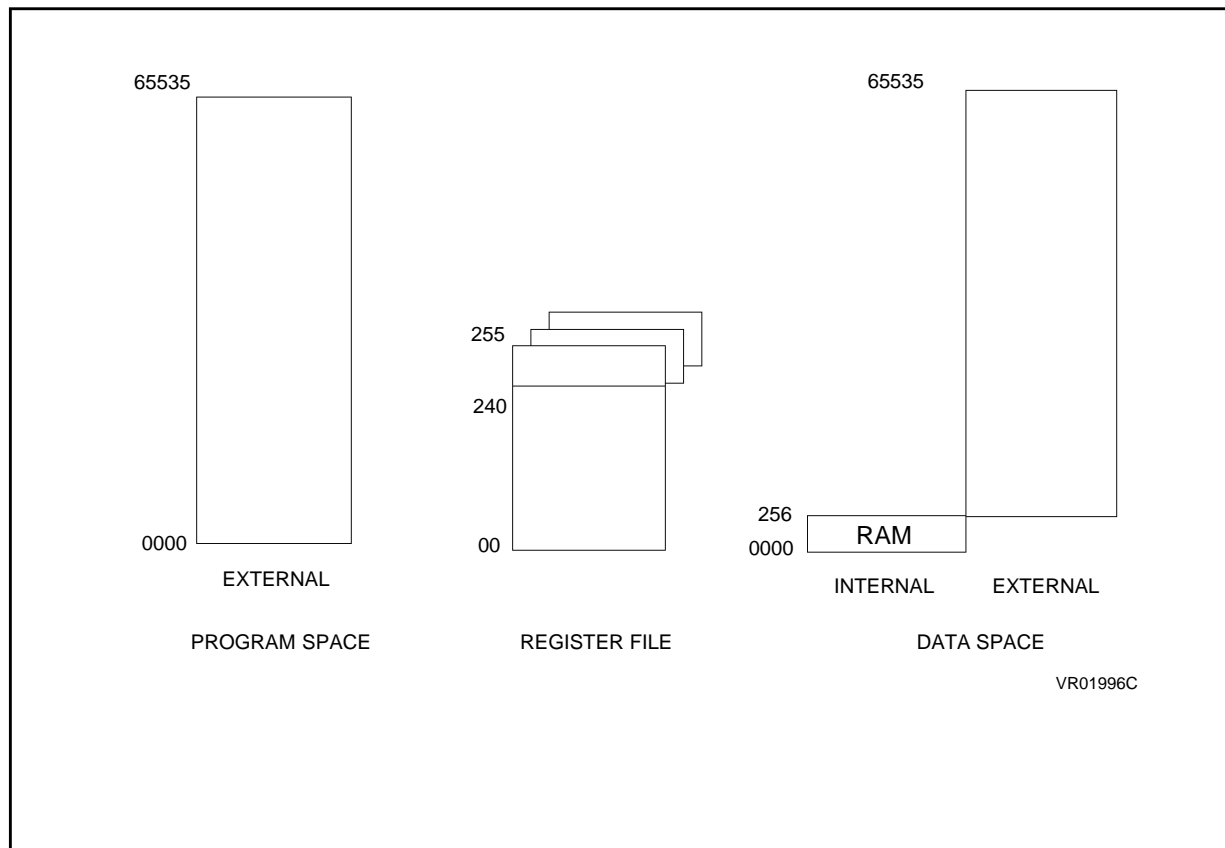 65535
0000
EXTERNAL
PROGRAM SPACE
255
240
00
REGISTER FILE
65535
256
0000
RAM
INTERNAL EXTERNAL
DATA SPACE
VR01996C